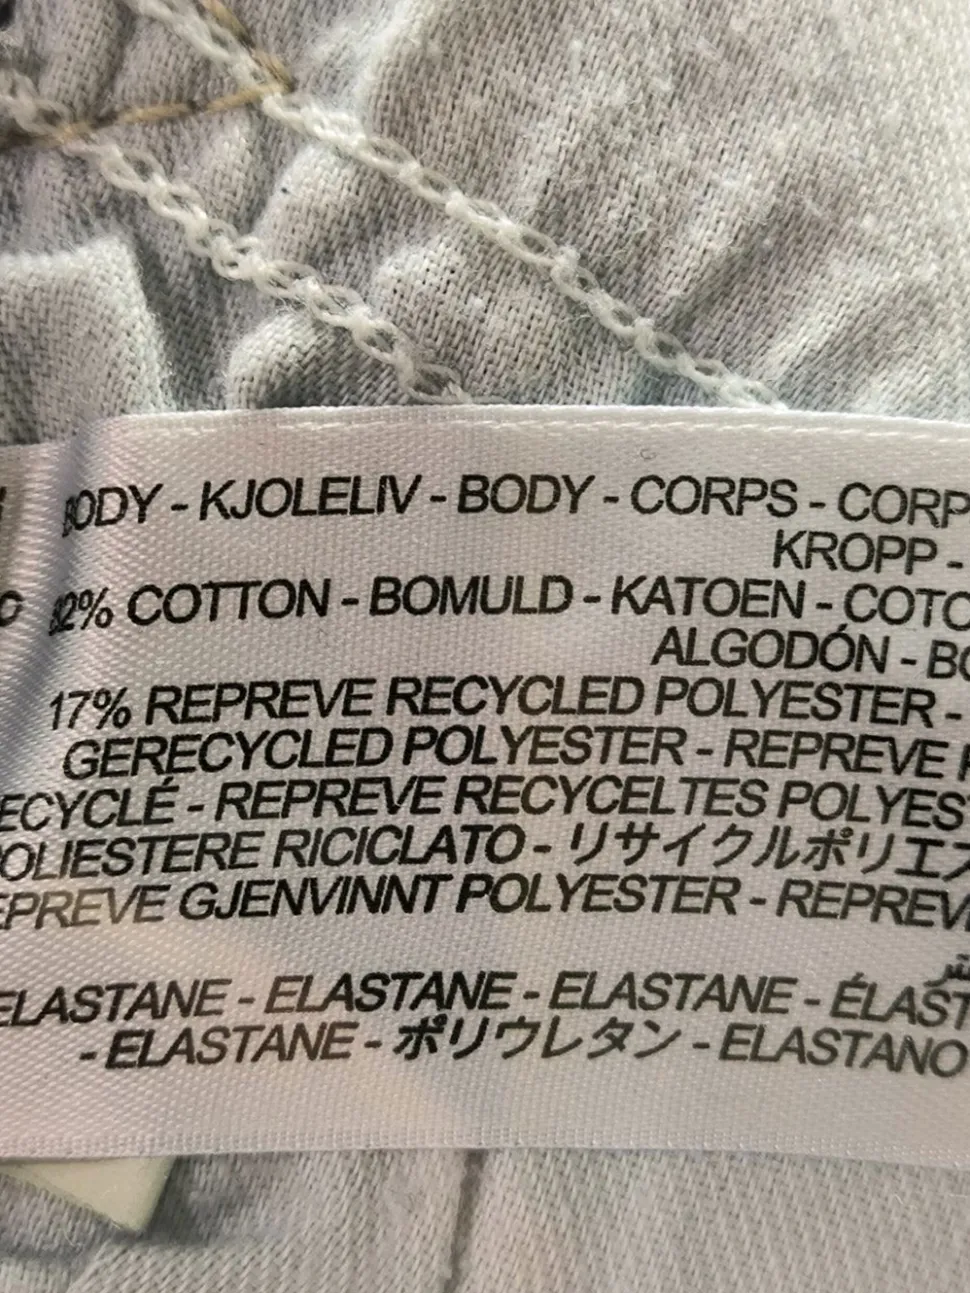 BODY - KJOLELIV - BODY - CORPS - CORP
KROPP -
82% COTTON - BOMULD - KATOEN - COTO
ALGODÓN - BO
17% REPREVE RECYCLED POLYESTER -
GERECYCLED POLYESTER - REPREVE
ECYCLÉ - REPREVE RECYCELTES POLYES
OLIESTERE RICICLATO - リサイクルポリエス
EPREVE GJENVINNT POLYESTER - REPREVE
ELASTANE - ELASTANE - ELASTANE - ÉLAST
- ELASTANE - ポリウレタン - ELASTANO